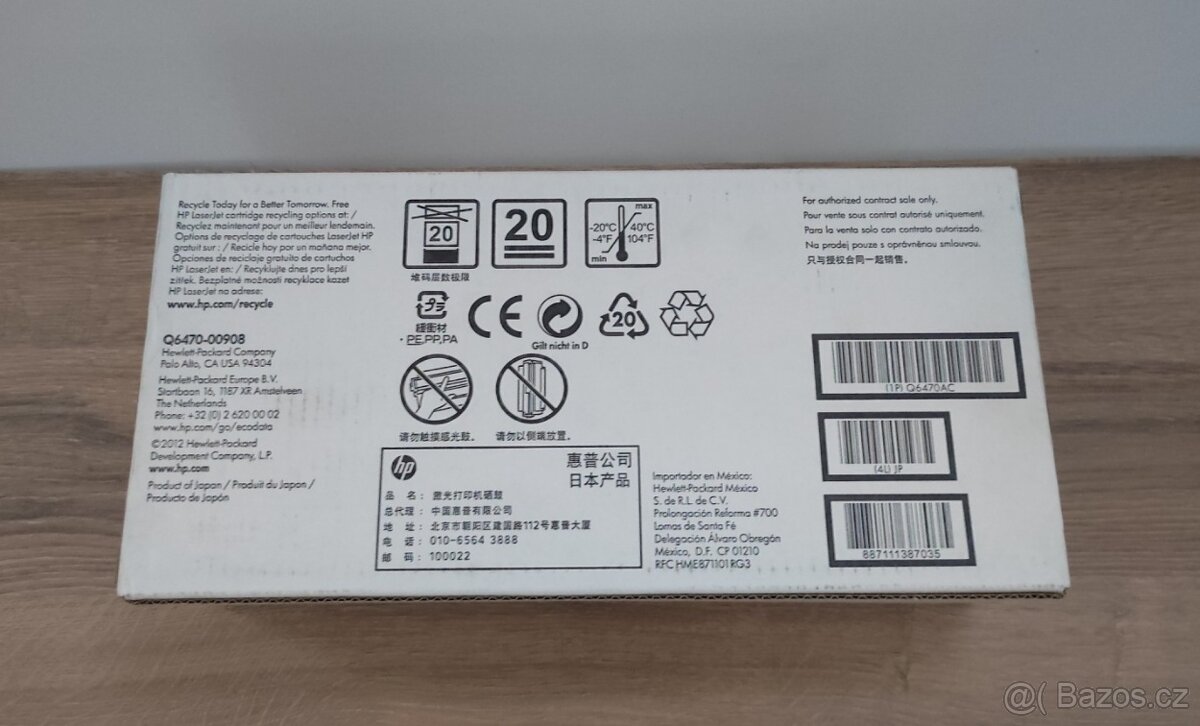 Recycle Today for a Better Tomorrow. Free
HP LaserJet cartridge recycling options at: /
Recyclez maintenant pour un meilleur lendemain.
Options de recyclage de cartouches LaserJet HP
gratuit sur : / Recicle hoy por un mañana mejor.
Opciones de reciclaje gratuito de cartuchos
HP LaserJet en: / Recyklujte dnes pro lepší
zítřek. Bezplatné možnosti recyklace kazet
HP LaserJet na adrese:
www.hp.com/recycle
Q6470-00908
Hewlett-Packard Company
Palo Alto, CA USA 94304
Hewlett-Packard Europe B.V.
Startbaan 16, 1187 XR Amstelveen
The Netherlands
Phone: +32 (0) 2 620 00 02
www.hp.com/go/ecodata
©2012 Hewlett-Packard
Development Company, L.P.
www.hp.com
Product of Japan / Produit du Japon /
Producto de Japón
20
堆码层数极限
20
max
-20°C 40°C
-4°F 104°F
min
プラ
緩衝材
・PE,PP,PA
CE
Gilt nicht in D
20
请勿触摸感光鼓。
请勿以侧端放置。
hp
惠普公司
日本产品
品 名： 激光打印机硒鼓
总代理： 中国惠普有限公司
地 址： 北京市朝阳区建国路112号惠普大厦
电 话： 010-6564 3888
邮 码： 100022
Importador en México:
Hewlett-Packard México
S. de R.L. de C.V.
Prolongación Reforma #700
Lomas de Santa Fé
Delegación Álvaro Obregón
México, D.F. CP 01210
RFC HME871101RG3
For authorized contract sale only.
Pour vente sous contrat autorisé uniquement.
Para la venta solo con contrato autorizado.
Na prodej pouze s oprávněnou smlouvou.
只与授权合同一起销售。
(1P) Q6470AC
(4L) JP
887111387035
@( Bazos.cz